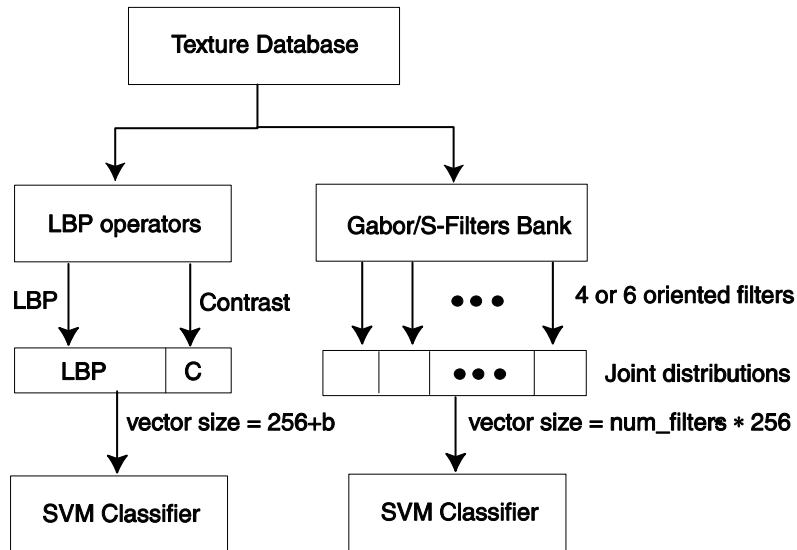 Texture Database
LBP operators
Gabor/S-Filters Bank
LBP
Contrast
4 or 6 oriented filters
LBP
C
Joint distributions
vector size = 256+b
vector size = num_filters * 256
SVM Classifier
SVM Classifier